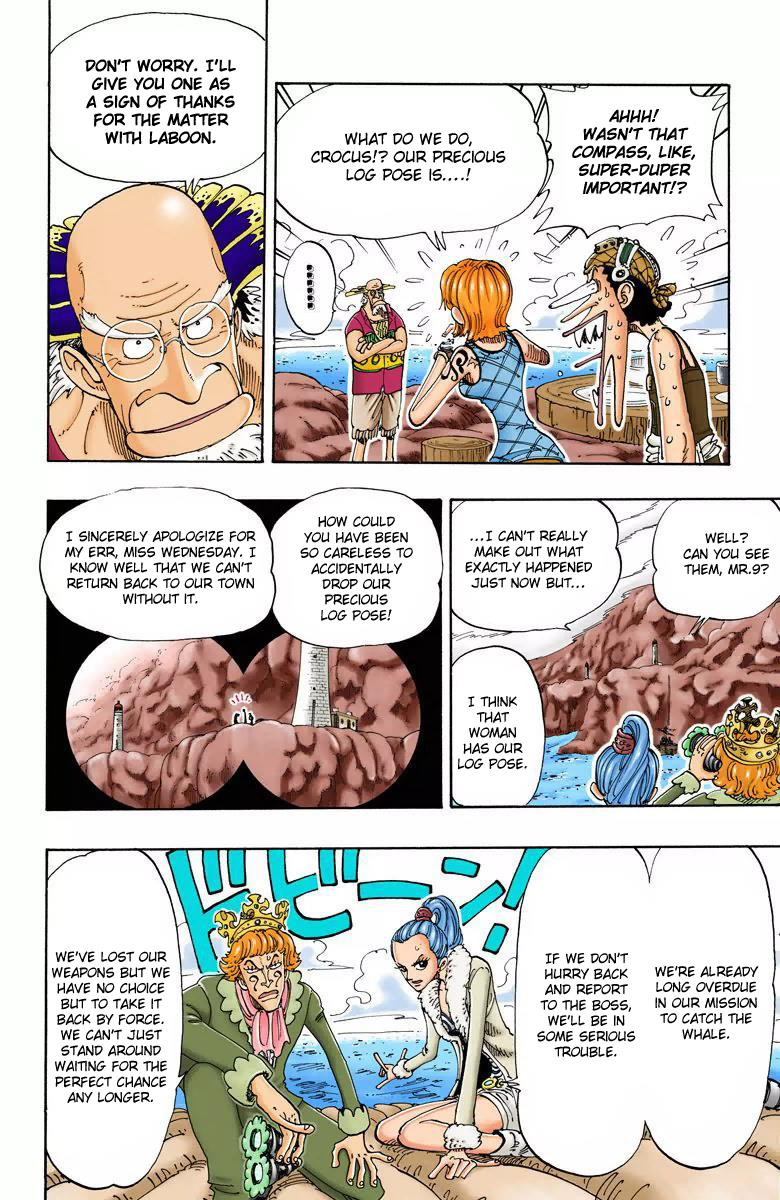 AHHH!
WASN'T THAT
COMPASS, LIKE,
SUPER-DUPER
IMPORTANT!?
WHAT DO WE DO,
CROCUS!? OUR PRECIOUS
LOG POSE IS....!
......
DON'T WORRY. I'LL
GIVE YOU ONE AS
A SIGN OF THANKS
FOR THE MATTER
WITH LABOON.
WELL?
CAN YOU SEE
THEM, MR.9?
...I CAN'T REALLY
MAKE OUT WHAT
EXACTLY HAPPENED
JUST NOW BUT...
I THINK
THAT
WOMAN
HAS OUR
LOG POSE.
HOW COULD
YOU HAVE BEEN
SO CARELESS TO
ACCIDENTALLY
DROP OUR
PRECIOUS
LOG POSE!
I SINCERELY APOLOGIZE FOR
MY ERR, MISS WEDNESDAY. I
KNOW WELL THAT WE CAN'T
RETURN BACK TO OUR TOWN
WITHOUT IT.
WE'RE ALREADY
LONG OVERDUE
IN OUR MISSION
TO CATCH THE
WHALE.
IF WE DON'T
HURRY BACK
AND REPORT
TO THE BOSS,
WE'LL BE IN
SOME SERIOUS
TROUBLE.
ドビーン!
WE'VE LOST OUR
WEAPONS BUT WE
HAVE NO CHOICE
BUT TO TAKE IT
BACK BY FORCE.
WE CAN'T JUST
STAND AROUND
WAITING FOR THE
PERFECT CHANCE
ANY LONGER.